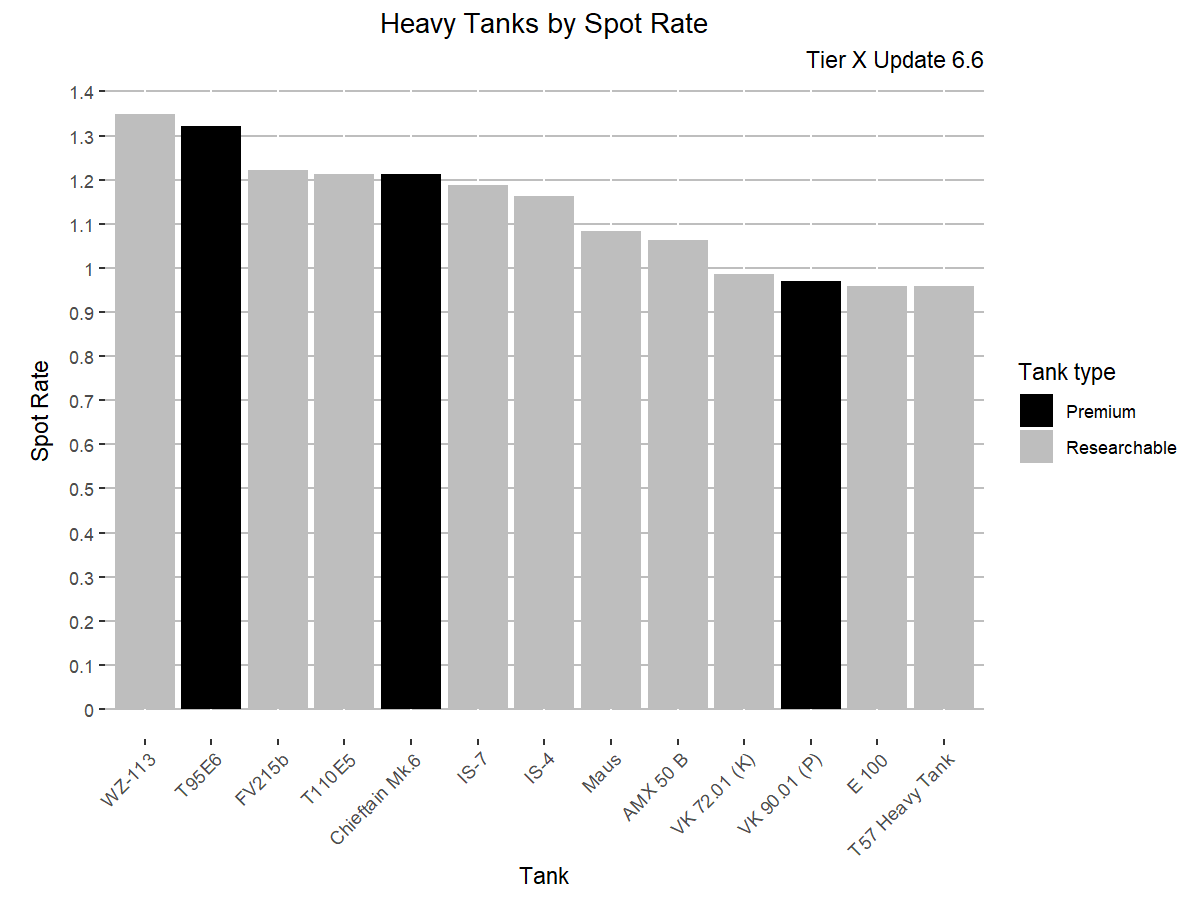 Heavy Tanks by Spot Rate
Tier X Update 6.6
Spot Rate
1.4
1.3
1.2
1.1
1
0.9
0.8
0.7
0.6
0.5
0.4
0.3
0.2
0.1
0
WZ-113
T95E6
FV215b
T110E5
Chieftain Mk.6
IS-7
IS-4
Maus
AMX 50 B
VK 72.01 (K)
VK 90.01 (P)
E 100
T57 Heavy Tank
Tank
Tank type
Premium
Researchable